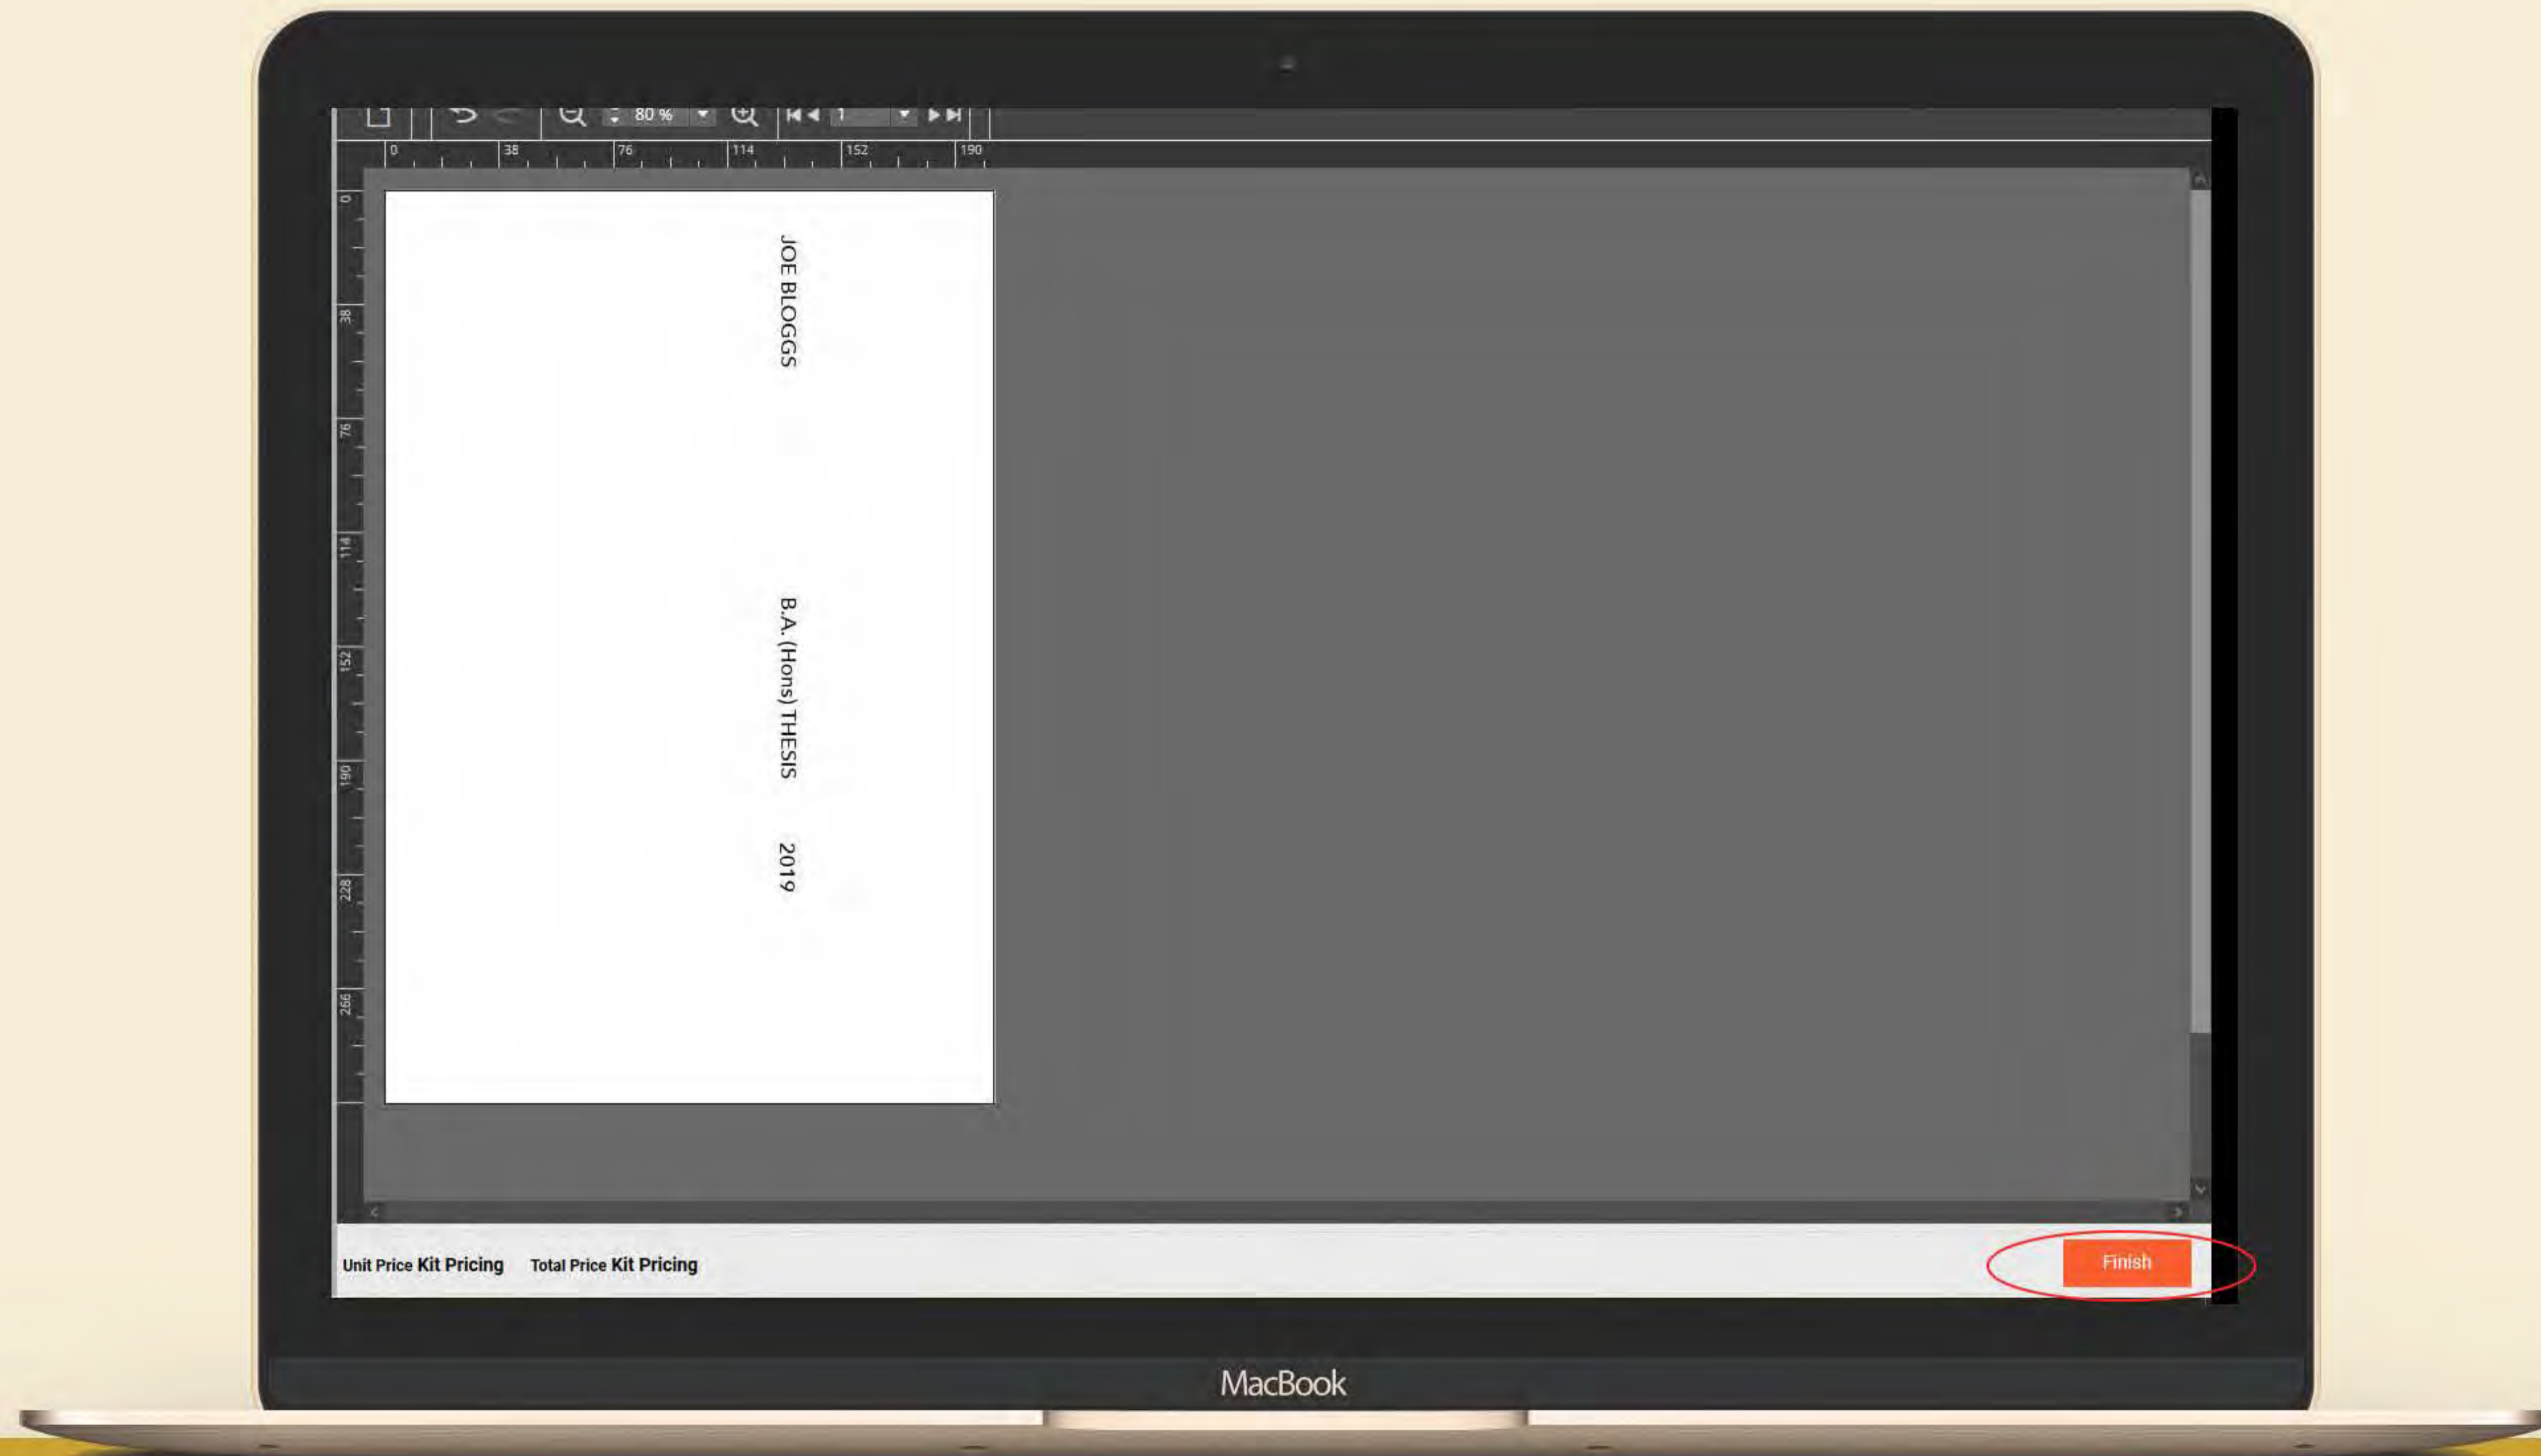 80 %
1
0
38
76
114
152
190
0
38
76
114
152
190
228
266
JOE BLOGGS
B.A. (Hons) THESIS
2019
Unit Price Kit Pricing
Total Price Kit Pricing
Finish
MacBook